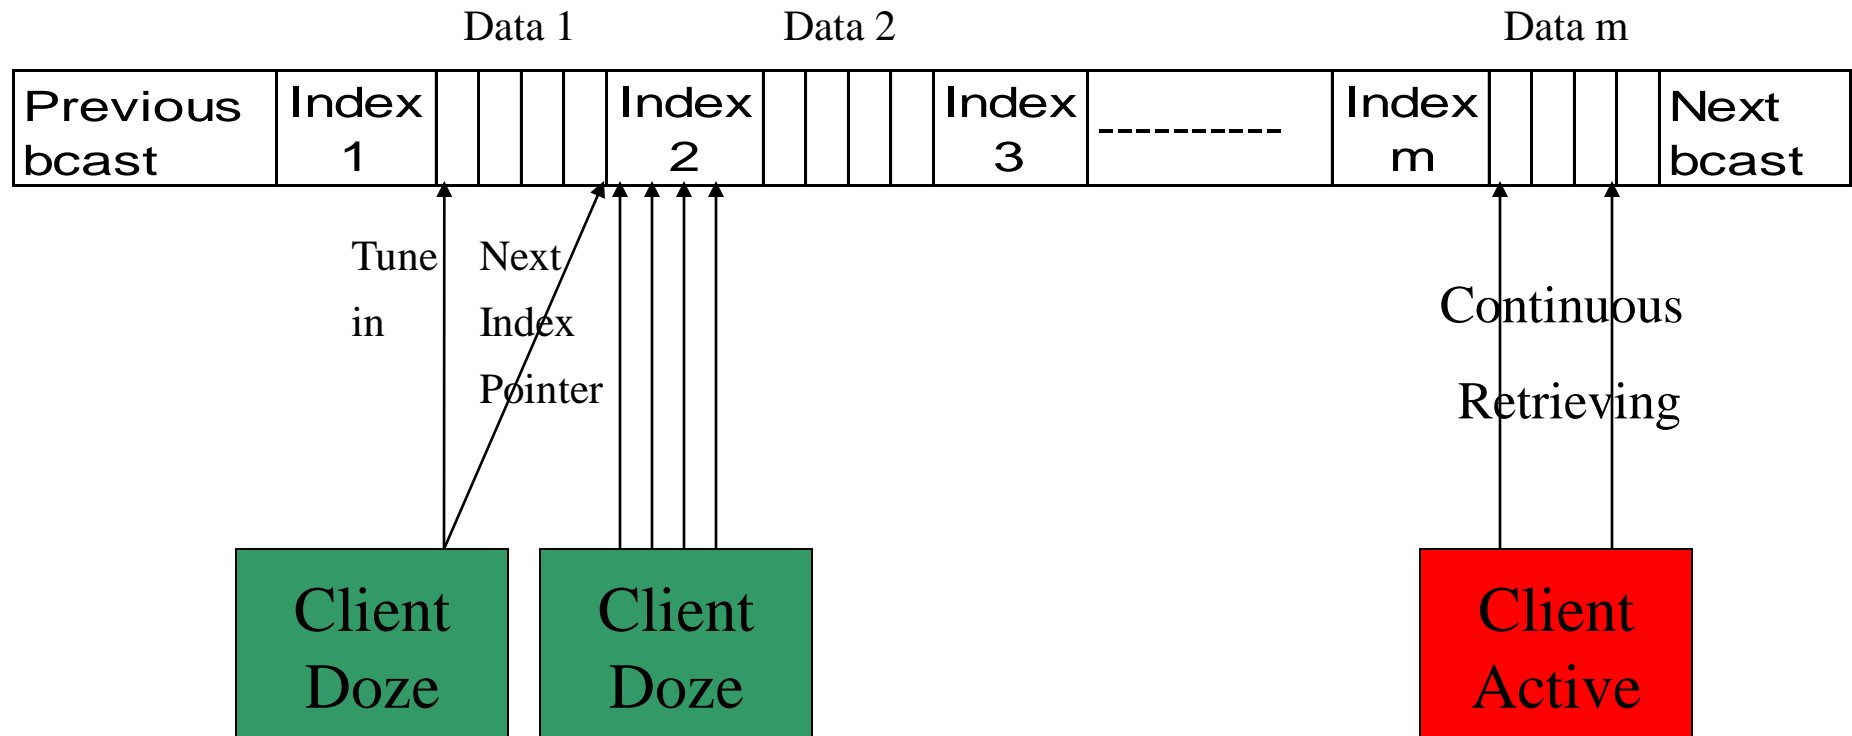 Data 1
Data 2
Data m
Previous
bcast
Index
1
Index
2
Index
3
----------
Index
m
Next
bcast
Tune
in
Next
Index
Pointer
Continuous
Retrieving
Client
Doze
Client
Doze
Client
Active